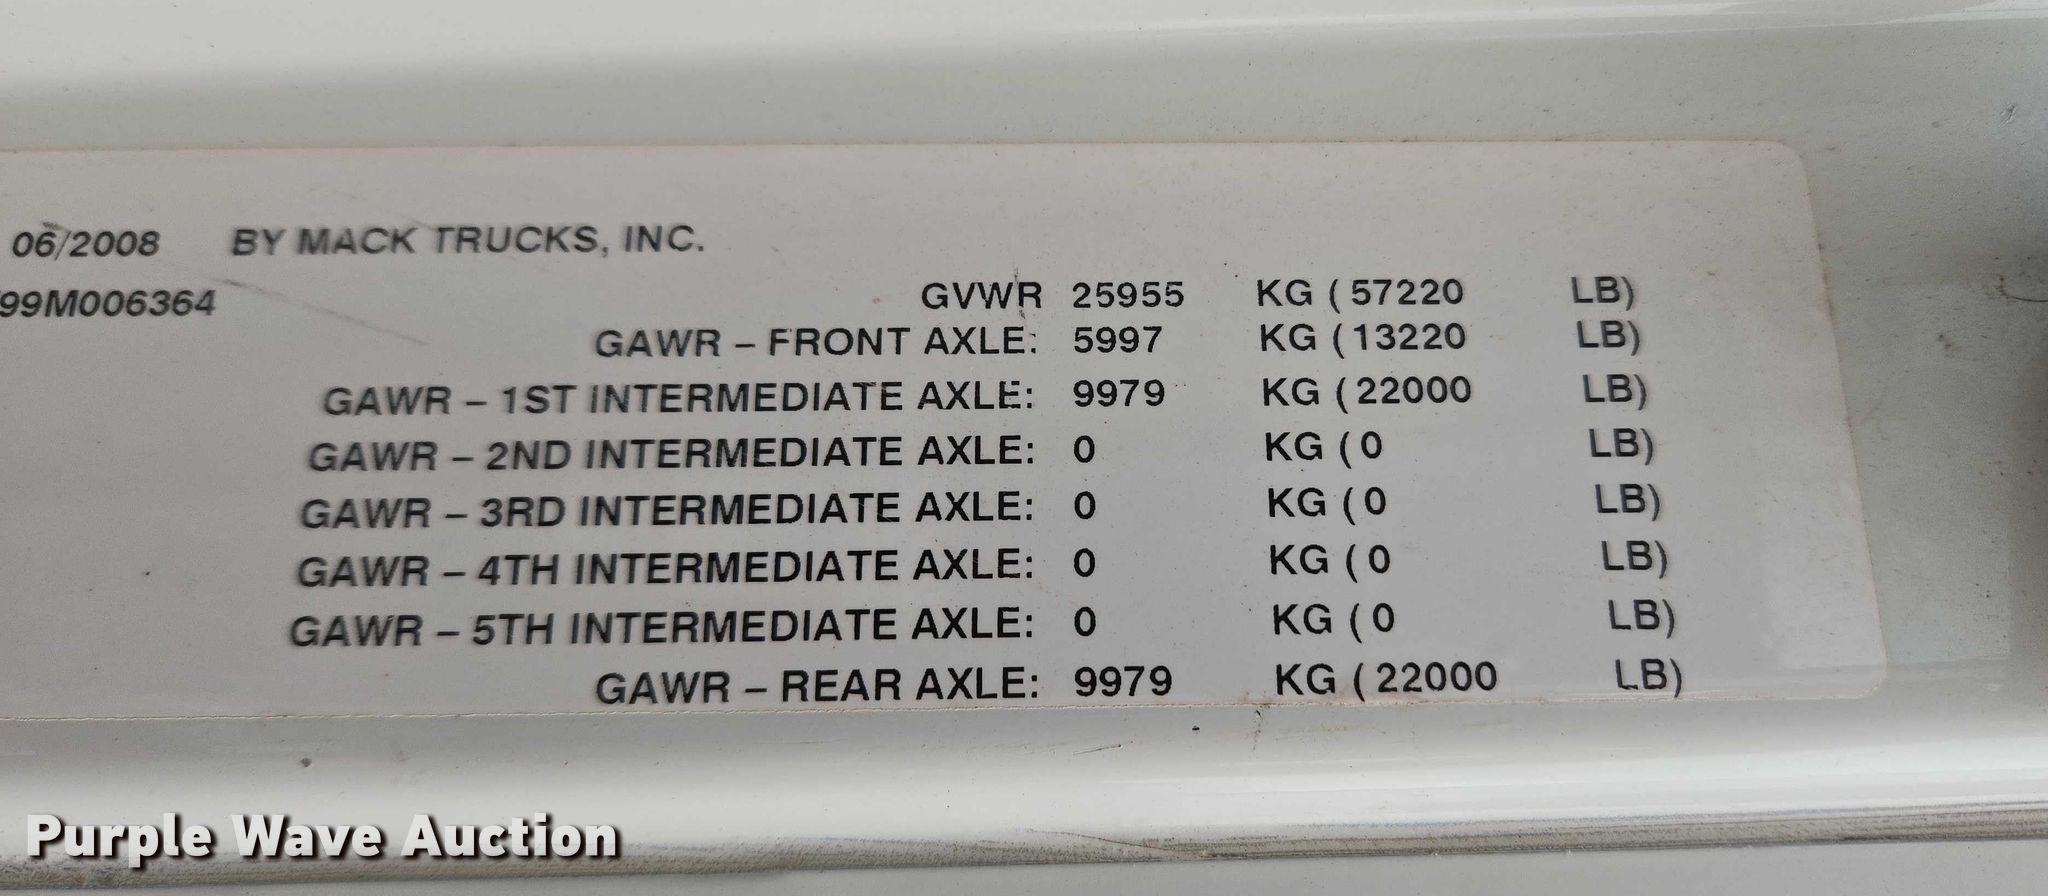 06/2008 BY MACK TRUCKS, INC.
99M006364
GVWR 25955 KG ( 57220 LB)
GAWR – FRONT AXLE: 5997 KG ( 13220 LB)
GAWR – 1ST INTERMEDIATE AXLE: 9979 KG ( 22000 LB)
GAWR – 2ND INTERMEDIATE AXLE: 0 KG ( 0 LB)
GAWR – 3RD INTERMEDIATE AXLE: 0 KG ( 0 LB)
GAWR – 4TH INTERMEDIATE AXLE: 0 KG ( 0 LB)
GAWR – 5TH INTERMEDIATE AXLE: 0 KG ( 0 LB)
GAWR – REAR AXLE: 9979 KG ( 22000 LB)
Purple Wave Auction